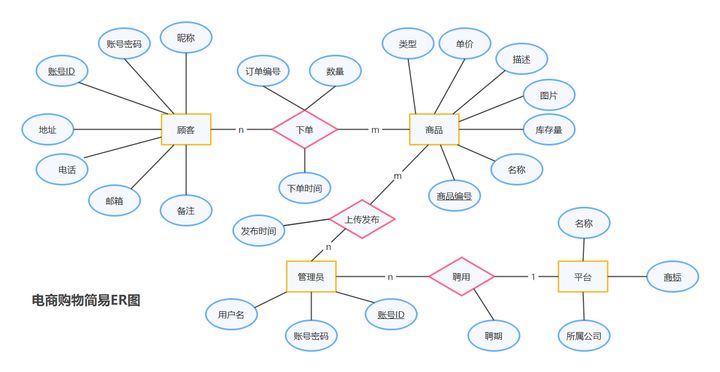 昵称
账号密码
账号ID
地址
电话
邮箱
备注
顾客
n
订单编号
数量
下单
下单时间
m
类型
单价
描述
图片
库存量
名称
商品编号
商品
m
上传发布
发布时间
n
管理员
用户名
账号密码
账号ID
n
聘用
聘期
1
平台
名称
商标
所属公司
电商购物简易ER图